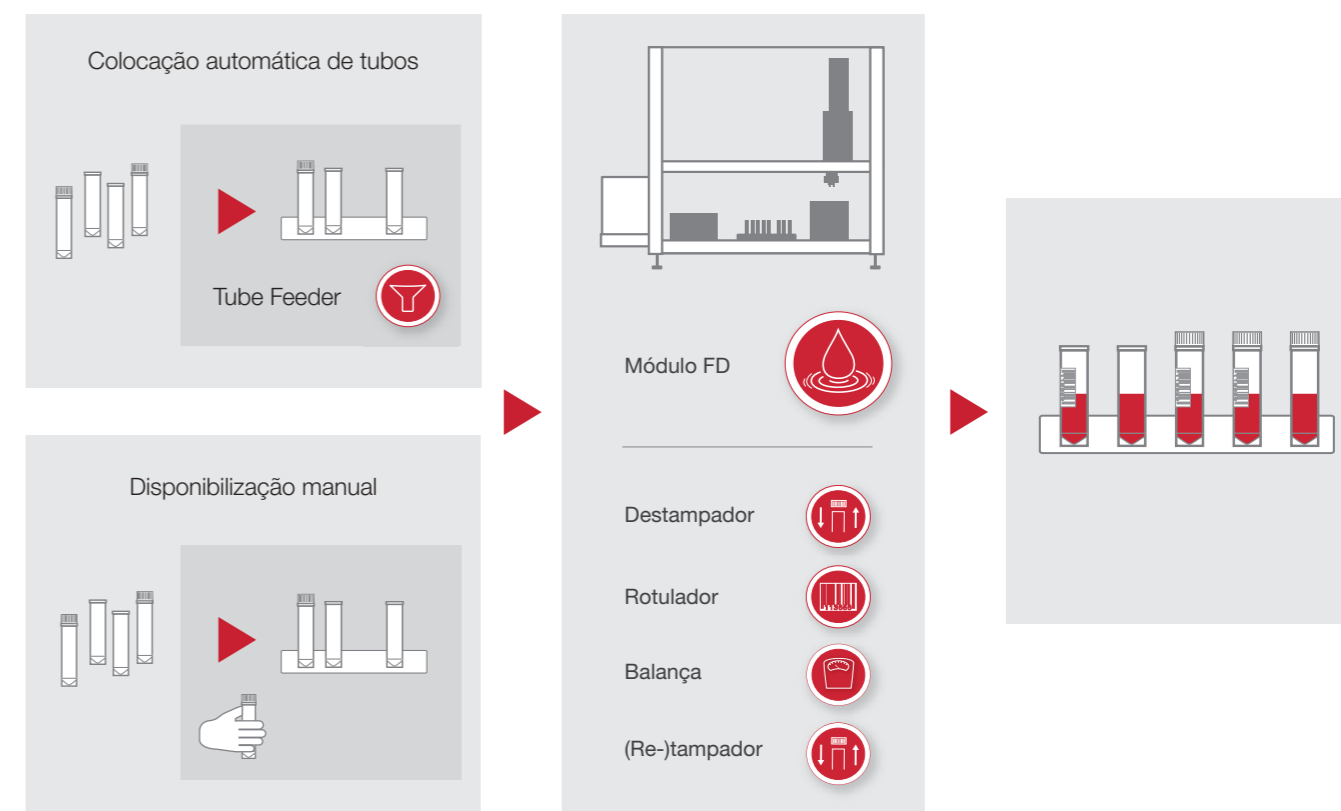 Colocação automática de tubos
Tube Feeder
Disponibilização manual
Módulo FD
Destampador
Rotulador
Balança
(Re-)tampador